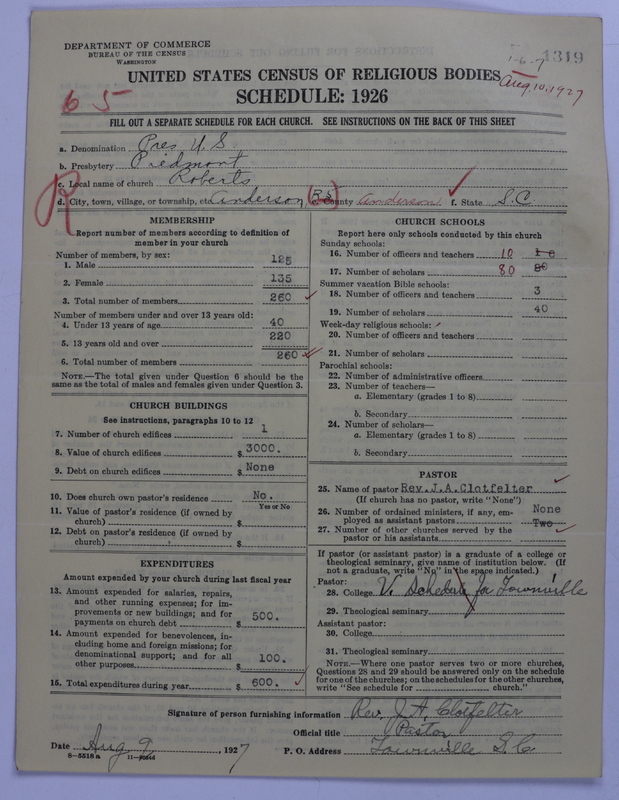 DEPARTMENT OF COMMERCE
BUREAU OF THE CENSUS
WASHINGTON
1319
1-6-7
Aug. 10, 1927
UNITED STATES CENSUS OF RELIGIOUS BODIES
SCHEDULE: 1926
65
FILL OUT A SEPARATE SCHEDULE FOR EACH CHURCH. SEE INSTRUCTIONS ON THE BACK OF THIS SHEET
a. Denomination Pres U.S.
b. Presbytery Piedmont
c. Local name of church Roberts
R
d. City, town, village, or township, etc. Anderson, (R5) e. County Anderson f. State S.C.
MEMBERSHIP
Report number of members according to definition of
member in your church
Number of members, by sex:
1. Male 125
2. Female 135
3. Total number of members 260
Number of members under and over 13 years old:
4. Under 13 years of age 40
5. 13 years old and over 220
6. Total number of members 260
NOTE.—The total given under Question 6 should be the
same as the total of males and females given under Question 3.
CHURCH BUILDINGS
See instructions, paragraphs 10 to 12
7. Number of church edifices 1
8. Value of church edifices $ 3000.
9. Debt on church edifices $ None
10. Does church own pastor's residence No.
Yes or No
11. Value of pastor's residence (if owned by
church) $
12. Debt on pastor's residence (if owned by
church) $
EXPENDITURES
Amount expended by your church during last fiscal year
13. Amount expended for salaries, repairs,
and other running expenses; for im-
provements or new buildings; and for
payments on church debt $ 500.
14. Amount expended for benevolences, in-
cluding home and foreign missions; for
denominational support; and for all
other purposes $ 100.
15. Total expenditures during year $ 600.
CHURCH SCHOOLS
Report here only schools conducted by this church
Sunday schools:
16. Number of officers and teachers 10
17. Number of scholars 80 80
Summer vacation Bible schools:
18. Number of officers and teachers 3
19. Number of scholars 40
Week-day religious schools:
20. Number of officers and teachers
21. Number of scholars
Parochial schools:
22. Number of administrative officers
23. Number of teachers—
a. Elementary (grades 1 to 8)
b. Secondary
24. Number of scholars—
a. Elementary (grades 1 to 8)
b. Secondary
PASTOR
25. Name of pastor Rev. J.A.Clotfelter
(If church has no pastor, write "None")
26. Number of ordained ministers, if any, em-
ployed as assistant pastors None
27. Number of other churches served by the
pastor or his assistants Two
If pastor (or assistant pastor) is a graduate of a college or
theological seminary, give name of institution below. (If
not a graduate, write "No" in the space indicated.)
Pastor:
28. College V. Schedule for Townville
29. Theological seminary
Assistant pastor:
30. College
31. Theological seminary
NOTE.—Where one pastor serves two or more churches,
Questions 28 and 29 should be answered only on the schedule
for one of the churches; on the schedules for the other churches,
write "See schedule for church."
Signature of person furnishing information Rev. J. A. Clotfelter
Official title Pastor
Date Aug 9, 1927 P. O. Address Townville S.C.
8—5518a